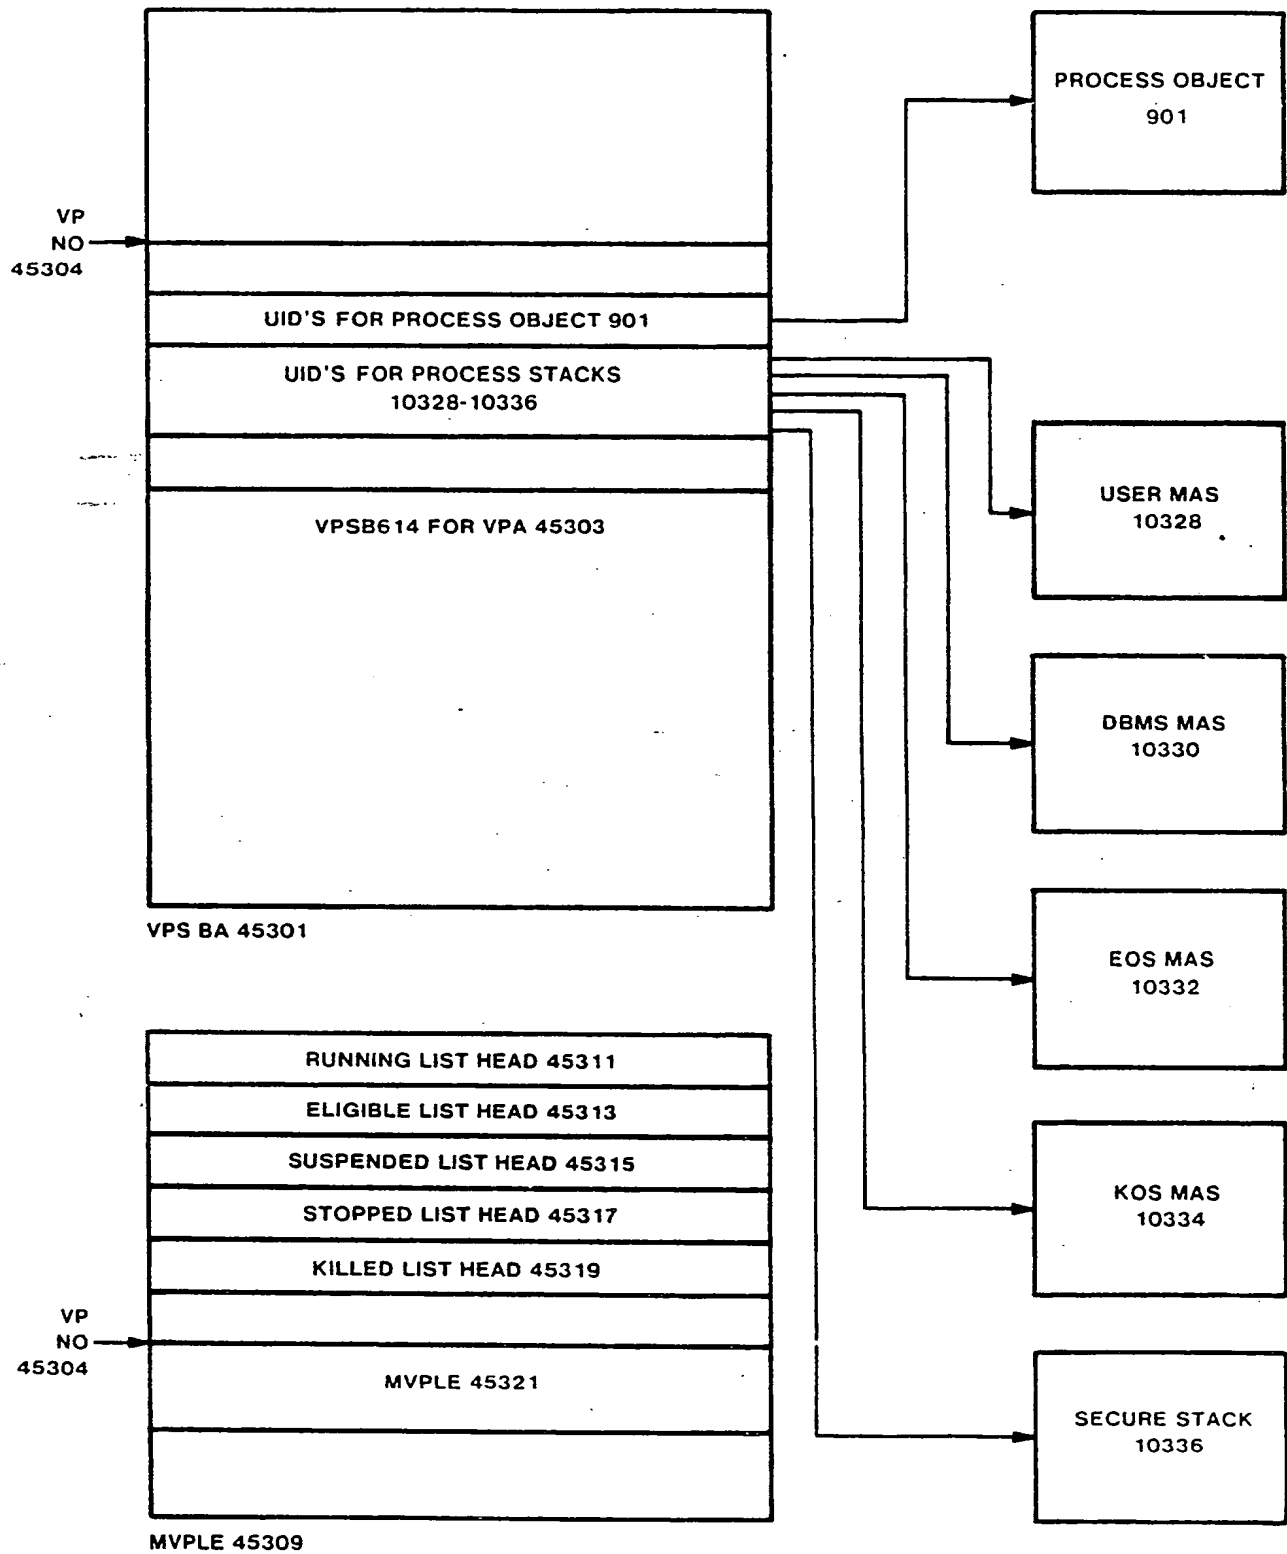 PROCESS OBJECT
901
VP
NO
45304
UID'S FOR PROCESS OBJECT 901
UID'S FOR PROCESS STACKS
10328-10336
VPSB614 FOR VPA 45303
USER MAS
10328
DBMS MAS
10330
VPS BA 45301
EOS MAS
10332
RUNNING LIST HEAD 45311
ELIGIBLE LIST HEAD 45313
SUSPENDED LIST HEAD 45315
STOPPED LIST HEAD 45317
KILLED LIST HEAD 45319
KOS MAS
10334
VP
NO
45304
MVPLE 45321
SECURE STACK
10336
MVPLE 45309